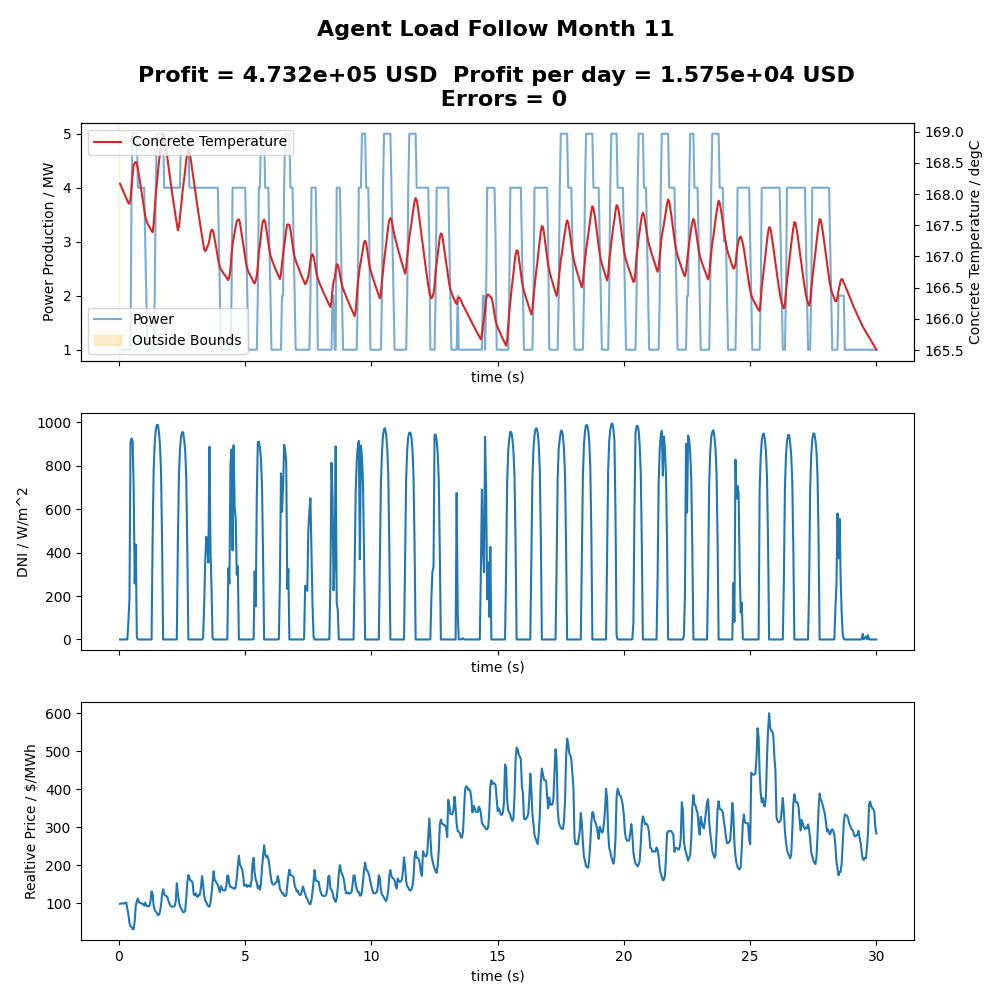 Agent Load Follow Month 11
Profit = 4.732e+05 USD  Profit per day = 1.575e+04 USD
Errors = 0
Concrete Temperature
Power
Outside Bounds
Power Production / MW
5
4
3
2
1
169.0
168.5
168.0
167.5
167.0
166.5
166.0
165.5
Concrete Temperature / degC
time (s)
DNI / W/m^2
1000
800
600
400
200
0
time (s)
Realtive Price / $/MWh
600
500
400
300
200
100
0 5 10 15 20 25 30
time (s)